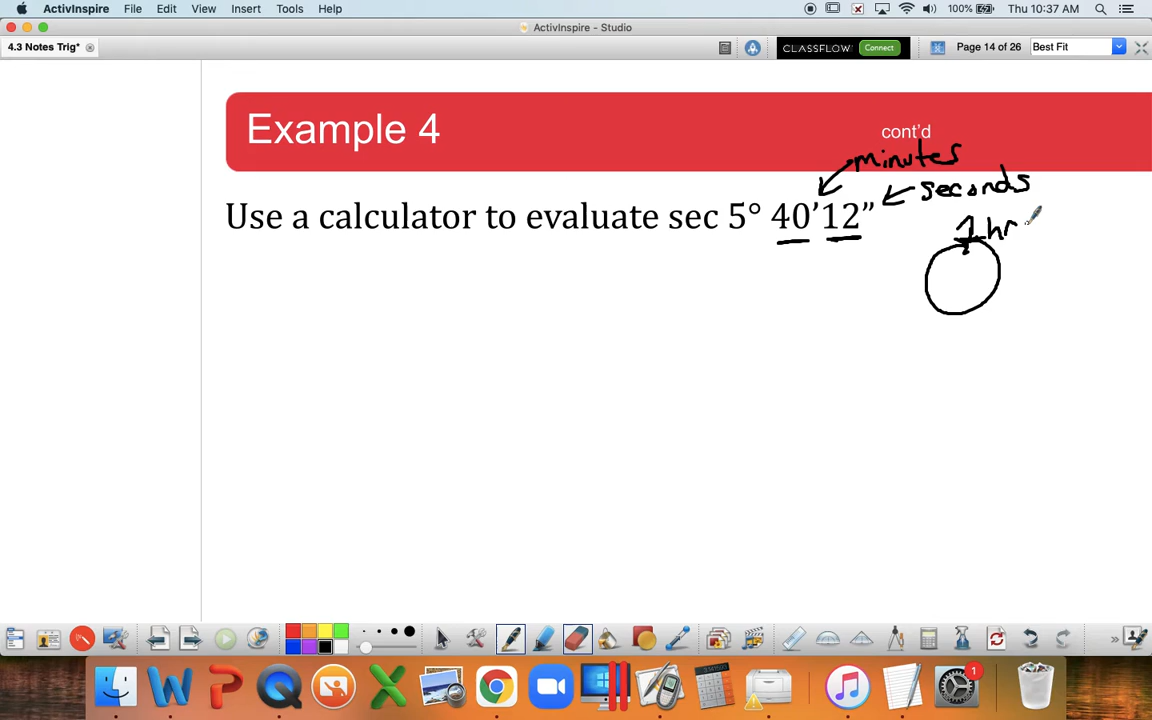 ActivInspire File Edit View Insert Tools Help 100% Thu 10:37 AM
ActivInspire - Studio
4.3 Notes Trig* CLASSFLOW Connect Page 14 of 26 Best Fit
Example 4
cont'd
minutes
seconds
Use a calculator to evaluate sec 5° 40’12”
1 hr